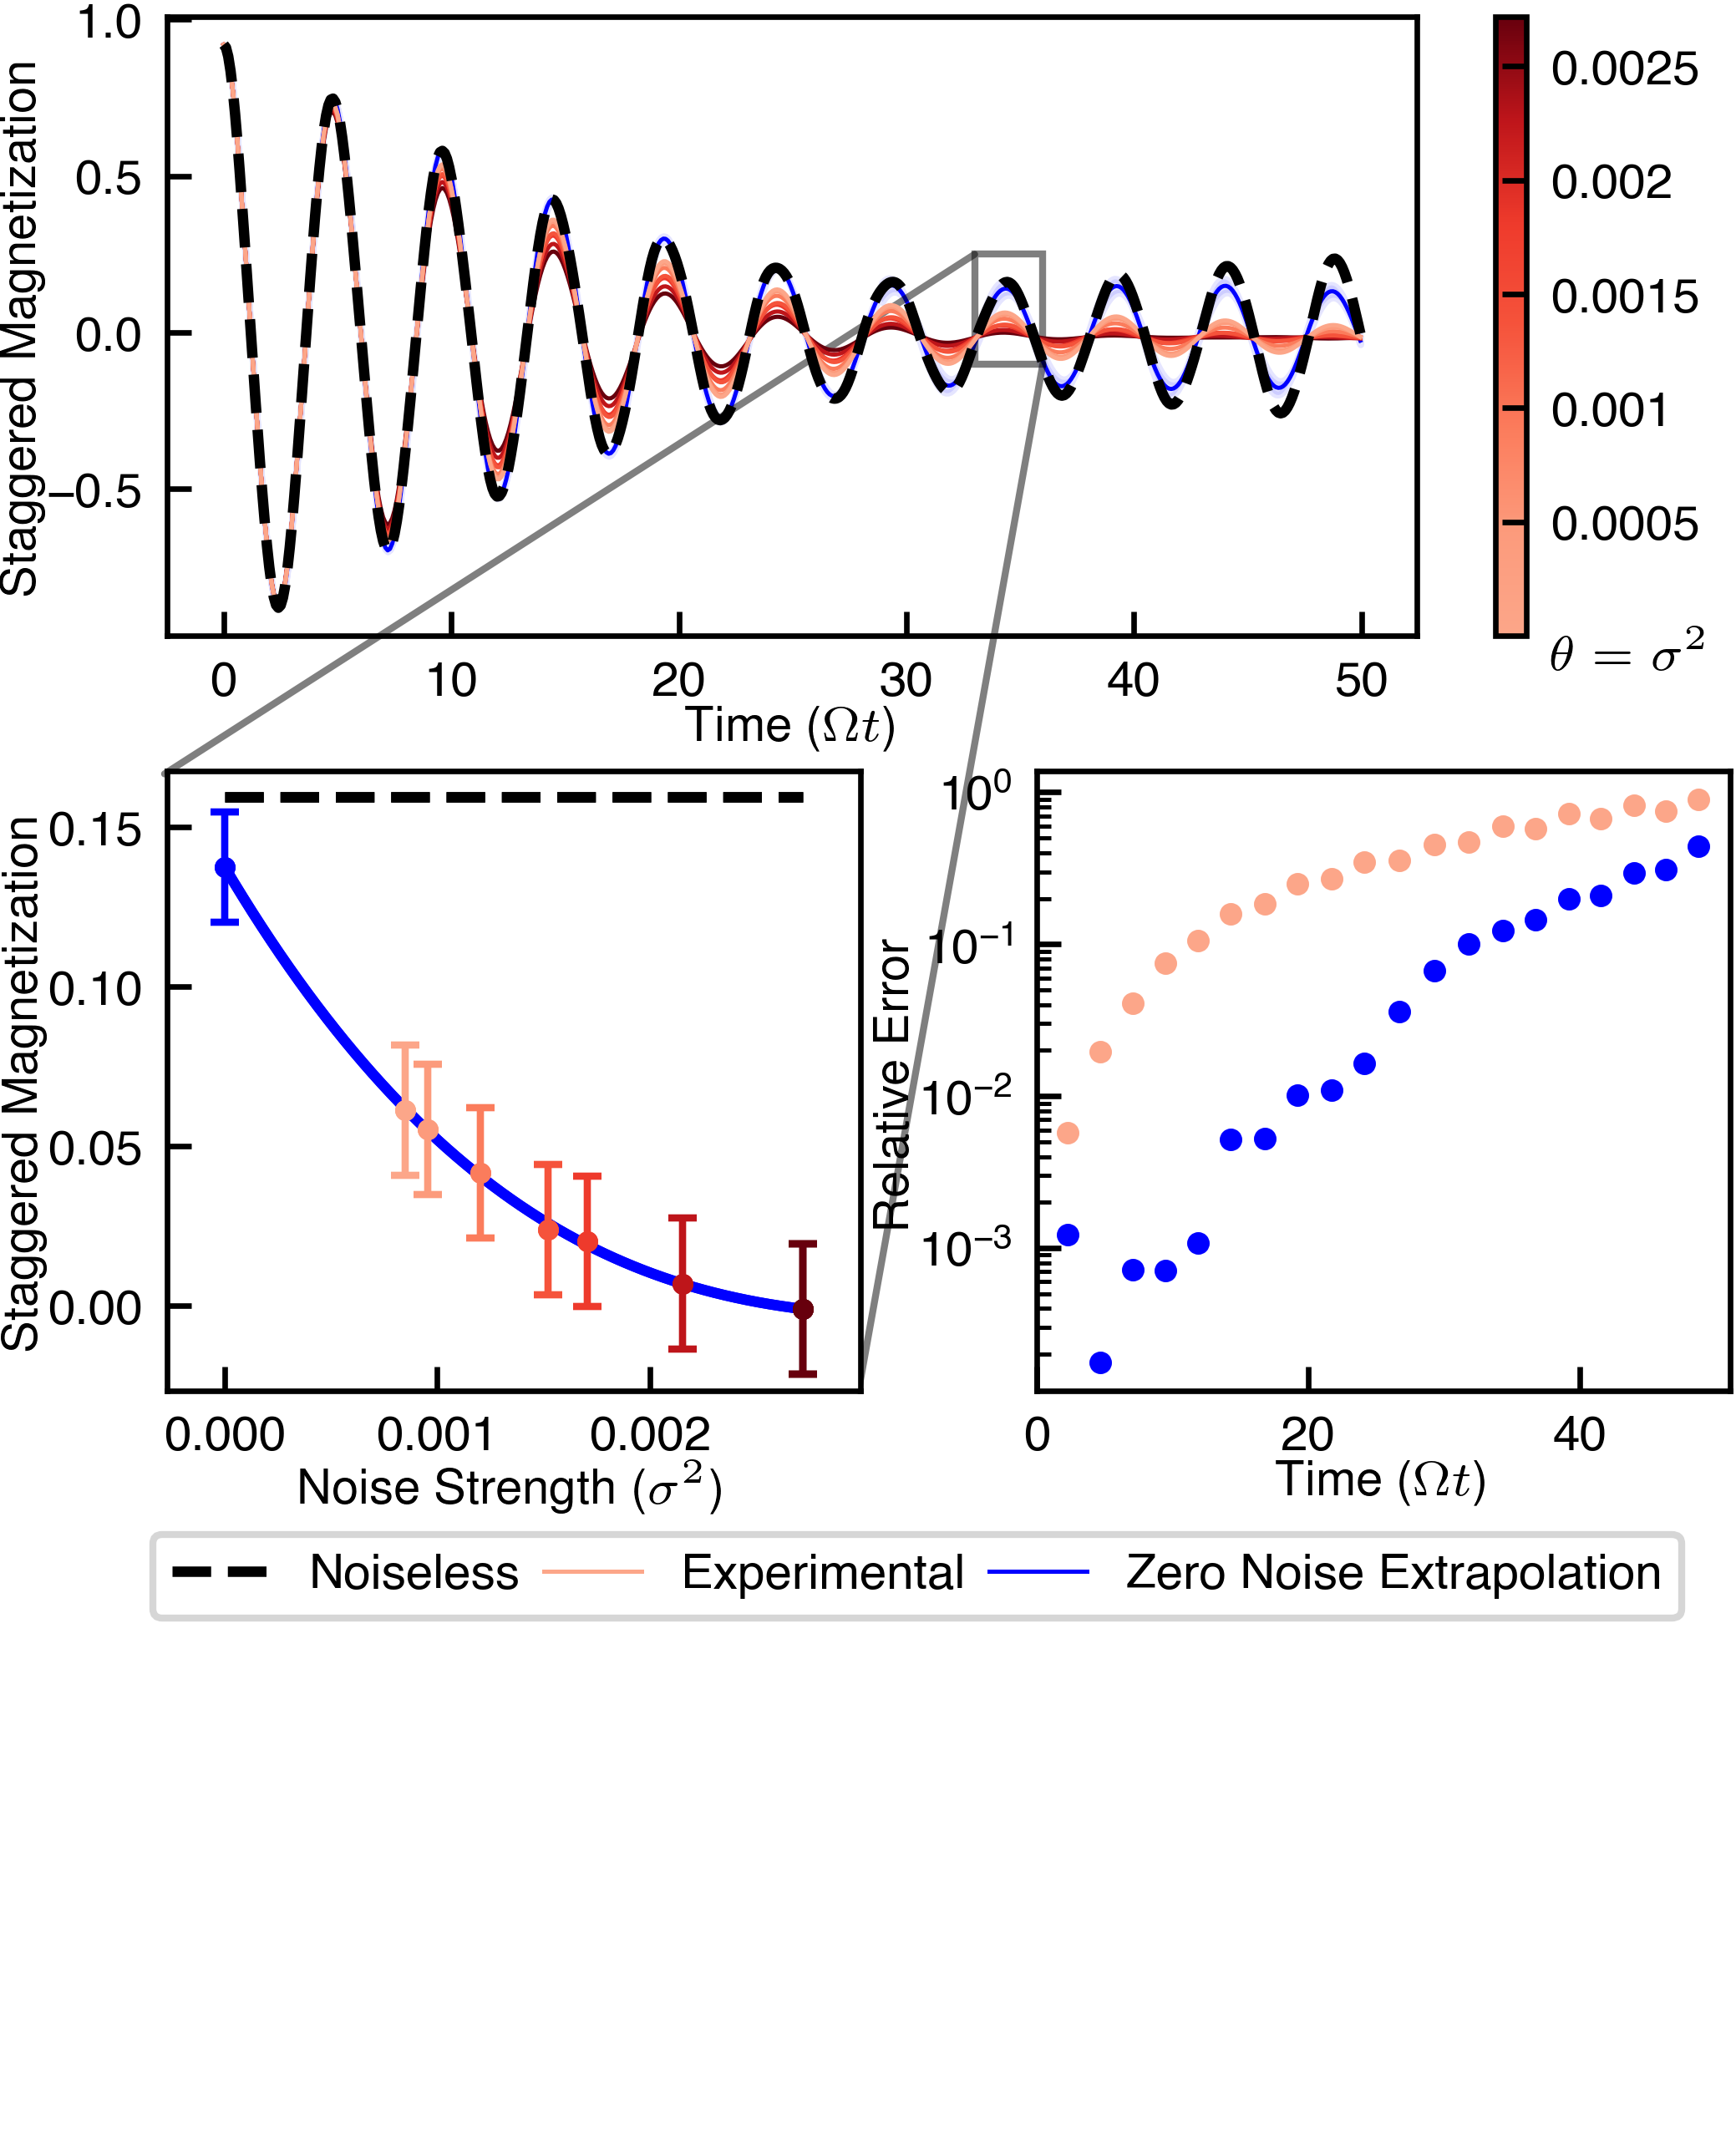 Staggered Magnetization
1.0
0.5
0.0
−0.5
0 10 20 30 40 50
Time (Ωt)
0.0025
0.002
0.0015
0.001
0.0005
θ = σ²
Staggered Magnetization
0.15
0.10
0.05
0.00
0.000 0.001 0.002
Noise Strength (σ²)
Relative Error
10⁰
10⁻¹
10⁻²
10⁻³
0 20 40
Time (Ωt)
Noiseless Experimental Zero Noise Extrapolation